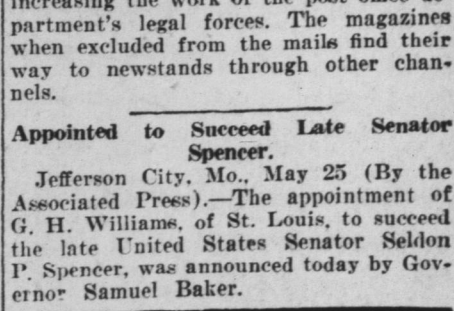 partment's legal forces. The magazines
when excluded from the mails find their
way to newstands through other chan-
nels.
Appointed to Succeed Late Senator
Spencer.
Jefferson City, Mo., May 25 (By the
Associated Press).—The appointment of
G. H. Williams, of St. Louis, to succeed
the late United States Senator Seldon
P. Spencer, was announced today by Gov-
ernor Samuel Baker.